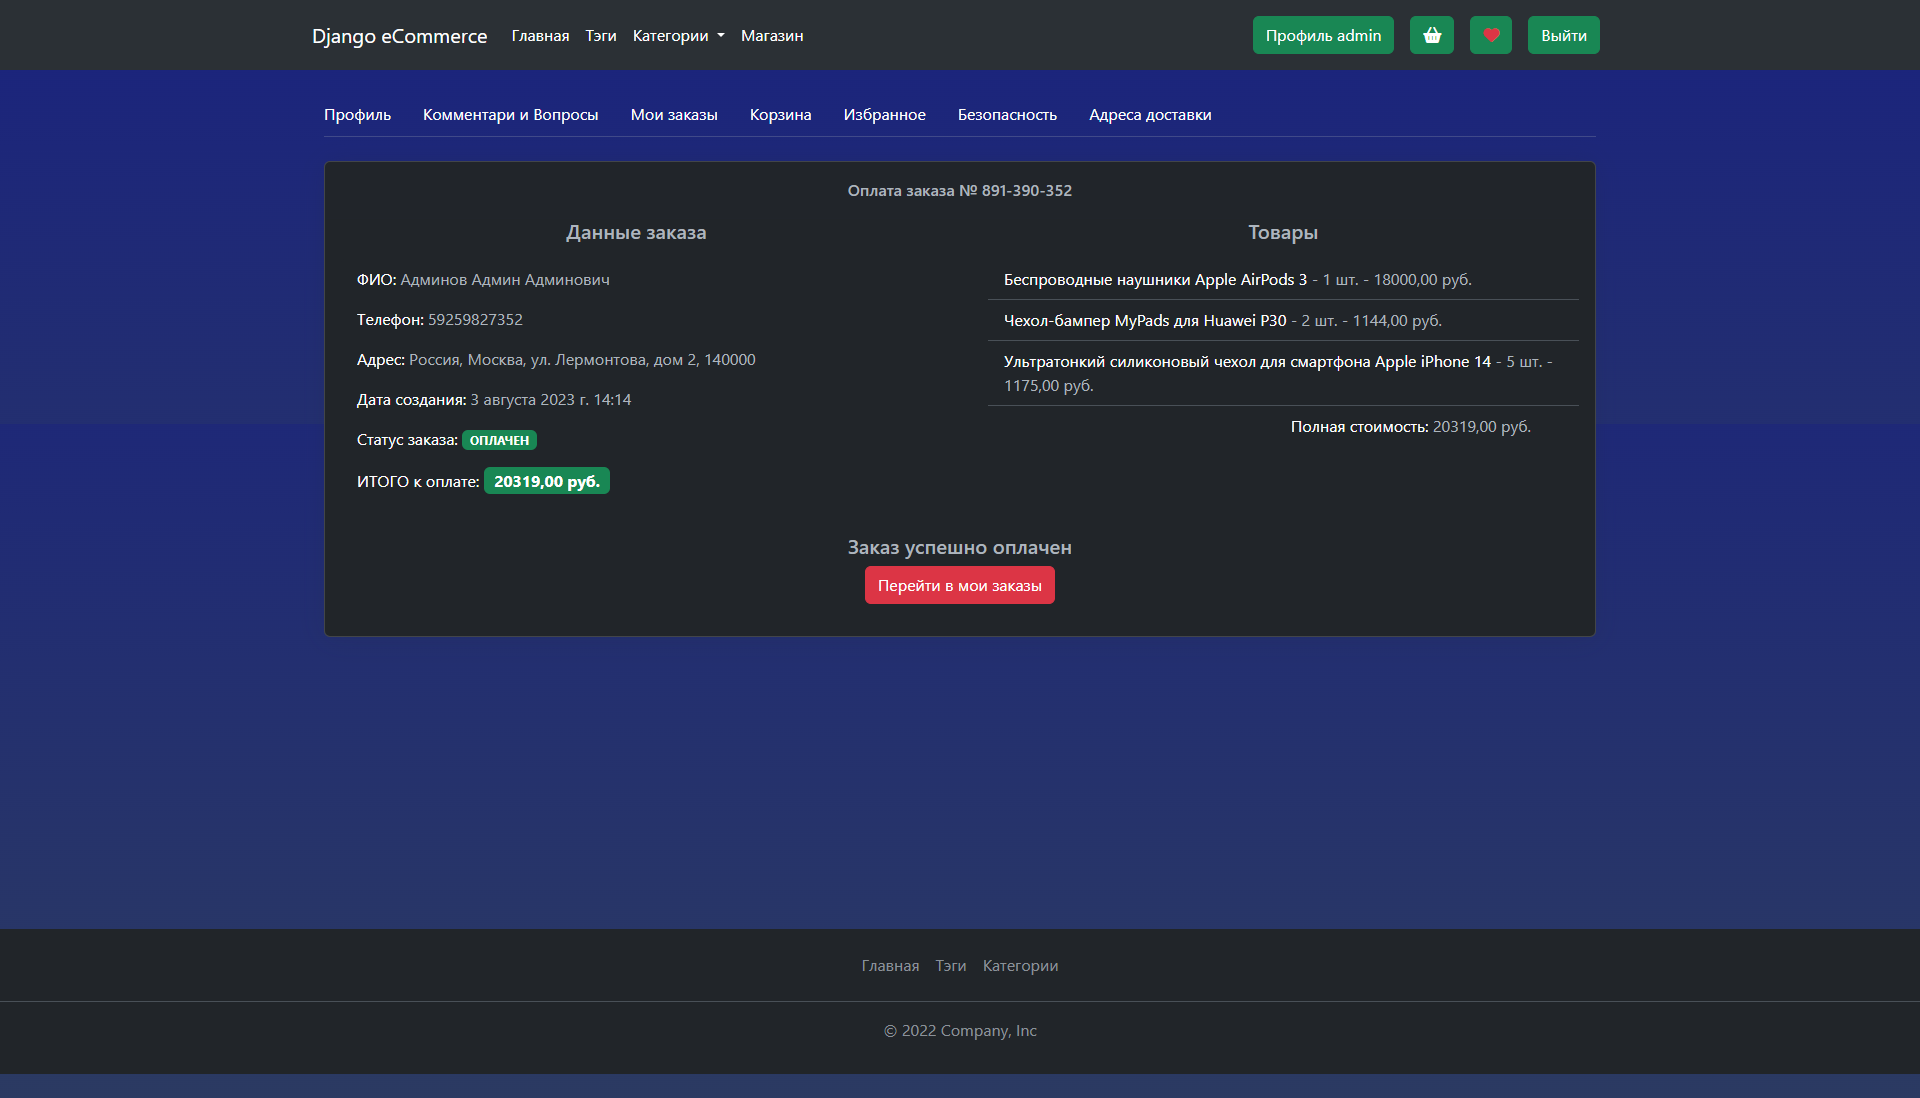 Django eCommerce Главная Тэги Категории Магазин Профиль admin Выйти
Профиль Комментари и Вопросы Мои заказы Корзина Избранное Безопасность Адреса доставки
Оплата заказа № 891-390-352
Данные заказа
ФИО: Админов Админ Админович
Телефон: 59259827352
Адрес: Россия, Москва, ул. Лермонтова, дом 2, 140000
Дата создания: 3 августа 2023 г. 14:14
Статус заказа: ОПЛАЧЕН
ИТОГО к оплате: 20319,00 руб.
Товары
Беспроводные наушники Apple AirPods 3 - 1 шт. - 18000,00 руб.
Чехол-бампер MyPads для Huawei P30 - 2 шт. - 1144,00 руб.
Ультратонкий силиконовый чехол для смартфона Apple iPhone 14 - 5 шт. -
1175,00 руб.
Полная стоимость: 20319,00 руб.
Заказ успешно оплачен
Перейти в мои заказы
Главная Тэги Категории
© 2022 Company, Inc